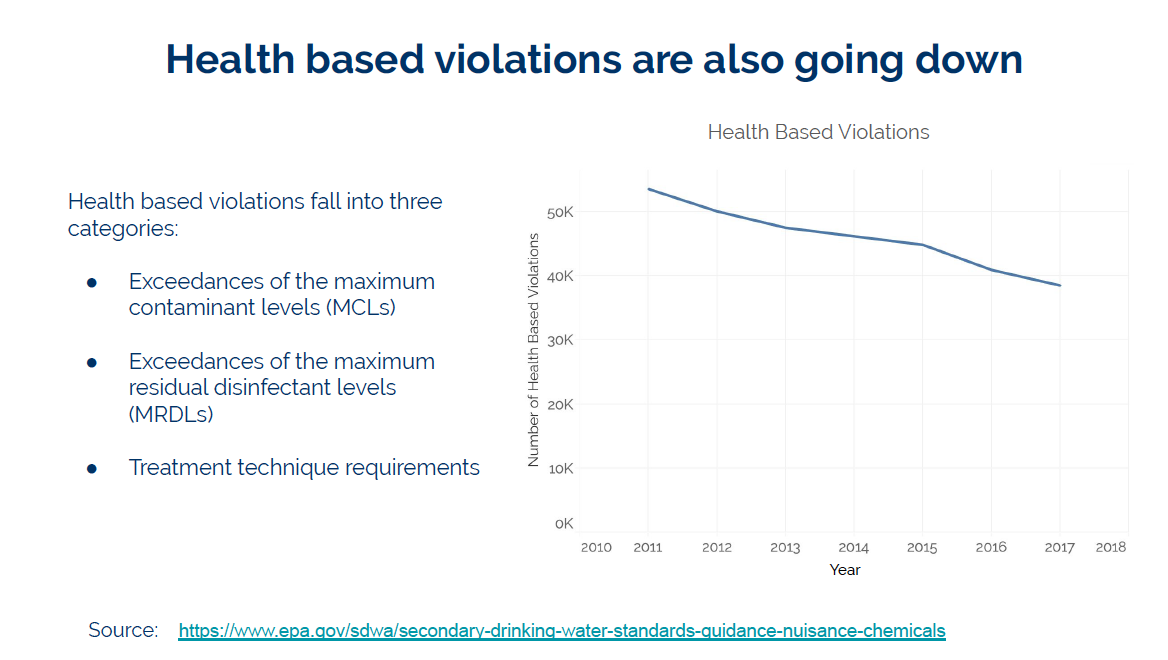 Health based violations are also going down
Health based violations fall into three
categories:
● Exceedances of the maximum
contaminant levels (MCLs)
● Exceedances of the maximum
residual disinfectant levels
(MRDLs)
● Treatment technique requirements
Health Based Violations
Number of Health Based Violations
50K
40K
30K
20K
10K
0K
2010 2011 2012 2013 2014 2015 2016 2017 2018
Year
Source: https://www.epa.gov/sdwa/secondary-drinking-water-standards-guidance-nuisance-chemicals